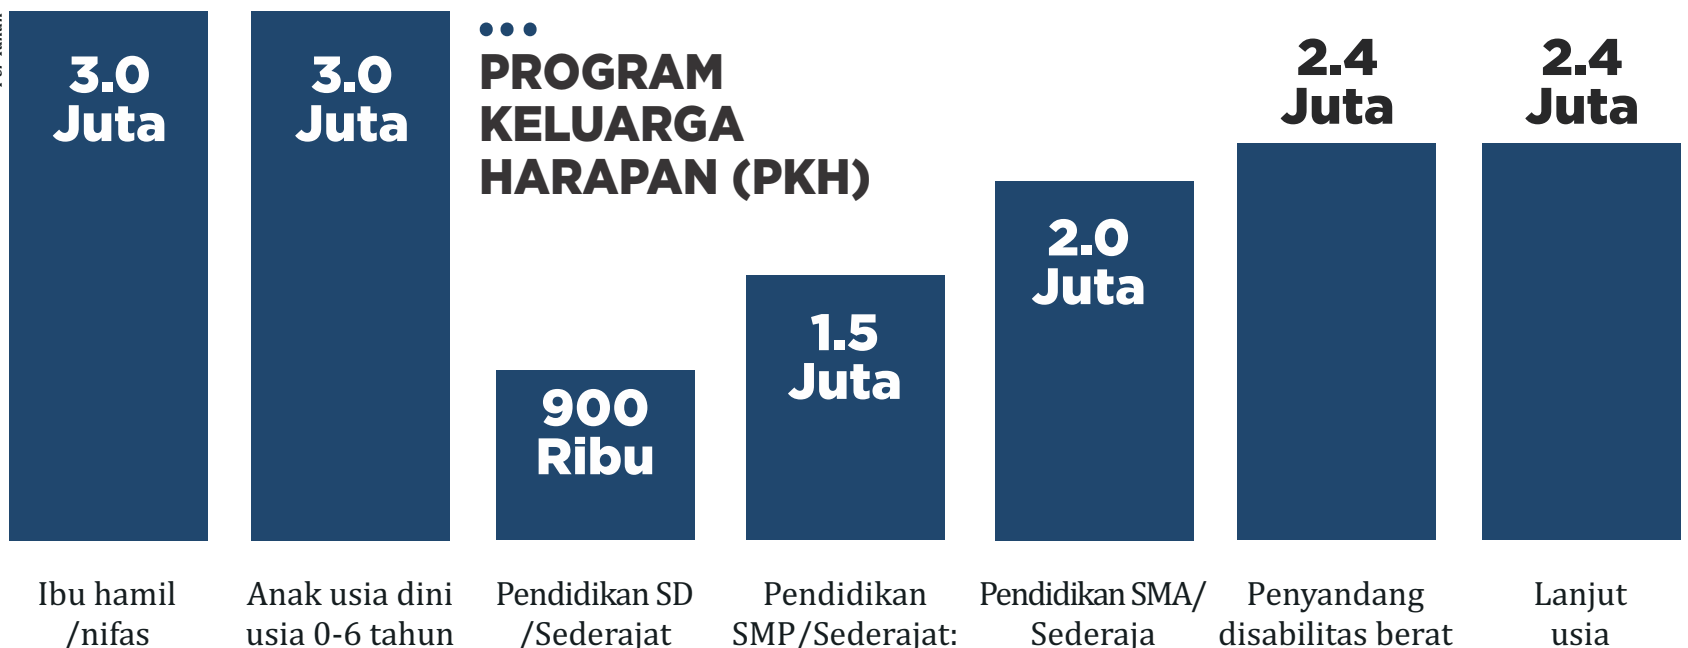 3.0
Juta
3.0
Juta
PROGRAM
KELUARGA
HARAPAN (PKH)
900
Ribu
1.5
Juta
2.0
Juta
2.4
Juta
2.4
Juta
Ibu hamil
/nifas
Anak usia dini
usia 0-6 tahun
Pendidikan SD
/Sederajat
Pendidikan
SMP/Sederajat:
Pendidikan SMA/
Sederaja
Penyandang
disabilitas berat
Lanjut
usia